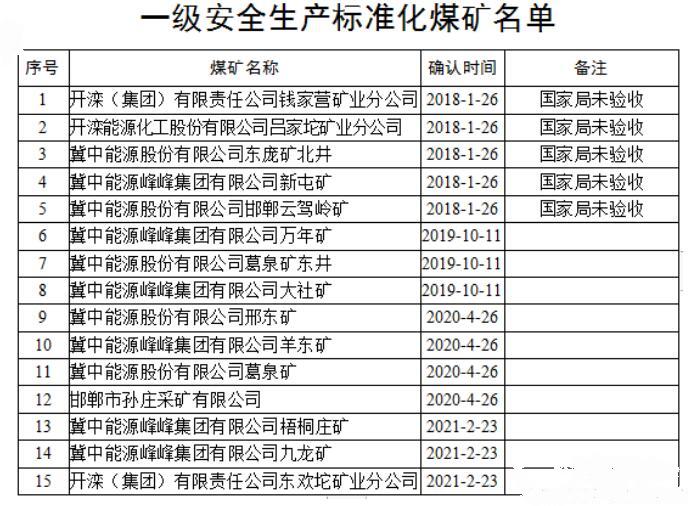 一级安全生产标准化煤矿名单
序号 煤矿名称 确认时间 备注
1 开滦（集团）有限责任公司钱家营矿业分公司 2018-1-26 国家局未验收
2 开滦能源化工股份有限公司吕家坨矿业分公司 2018-1-26 国家局未验收
3 冀中能源股份有限公司东庞矿北井 2018-1-26 国家局未验收
4 冀中能源峰峰集团有限公司新屯矿 2018-1-26 国家局未验收
5 冀中能源股份有限公司邯郸云驾岭矿 2018-1-26 国家局未验收
6 冀中能源峰峰集团有限公司万年矿 2019-10-11
7 冀中能源股份有限公司葛泉矿东井 2019-10-11
8 冀中能源峰峰集团有限公司大社矿 2019-10-11
9 冀中能源股份有限公司邢东矿 2020-4-26
10 冀中能源峰峰集团有限公司羊东矿 2020-4-26
11 冀中能源股份有限公司葛泉矿 2020-4-26
12 邯郸市孙庄采矿有限公司 2020-4-26
13 冀中能源峰峰集团有限公司梧桐庄矿 2021-2-23
14 冀中能源峰峰集团有限公司九龙矿 2021-2-23
15 开滦（集团）有限责任公司东欢坨矿业分公司 2021-2-23